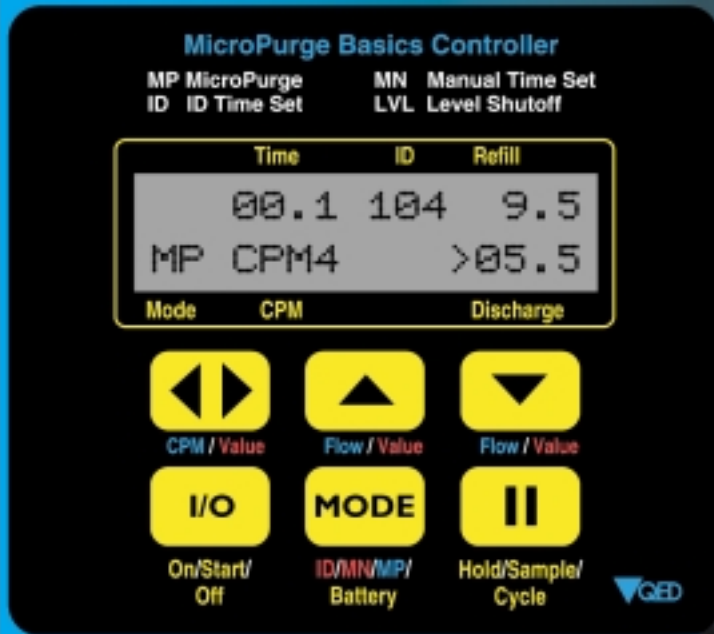 MicroPurge Basics Controller
MP MicroPurge MN Manual Time Set
ID ID Time Set LVL Level Shutoff
Time ID Refill
00.1 104 9.5
MP CPM4 >05.5
Mode CPM Discharge
CPM / Value Flow / Value Flow / Value
I/O MODE
On/Start/ ID/MN/MP/ Hold/Sample/
Off Battery Cycle
QED